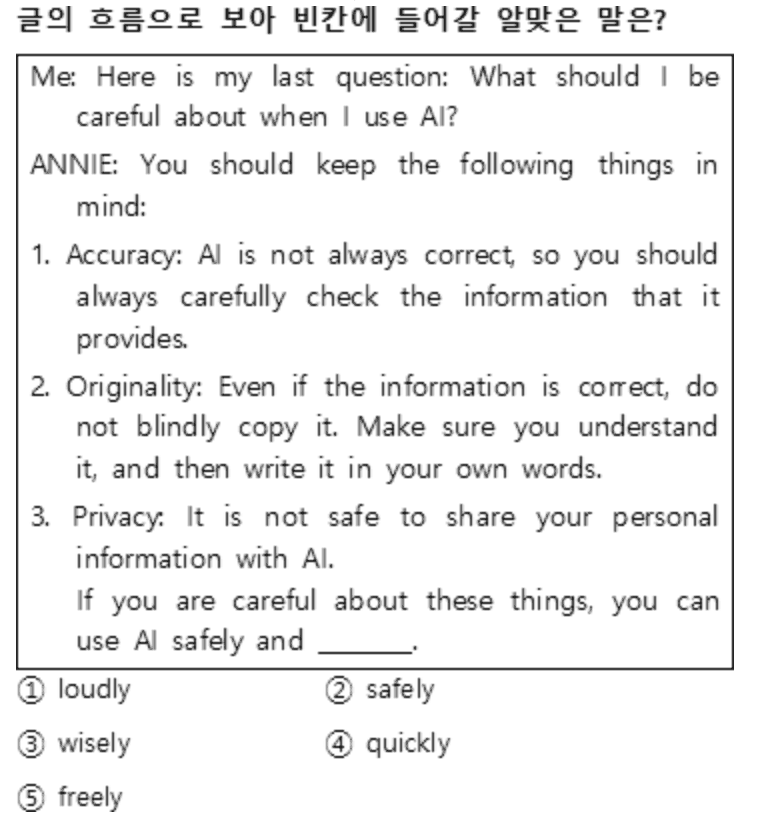 글의 흐름으로 보아 빈칸에 들어갈 알맞은 말은?
Me: Here is my last question: What should I be
careful about when I use AI?
ANNIE: You should keep the following things in
mind:
1. Accuracy: AI is not always correct, so you should
always carefully check the information that it
provides.
2. Originality: Even if the information is correct, do
not blindly copy it. Make sure you understand
it, and then write it in your own words.
3. Privacy: It is not safe to share your personal
information with AI.
If you are careful about these things, you can
use AI safely and ______.
① loudly ② safely
③ wisely ④ quickly
⑤ freely